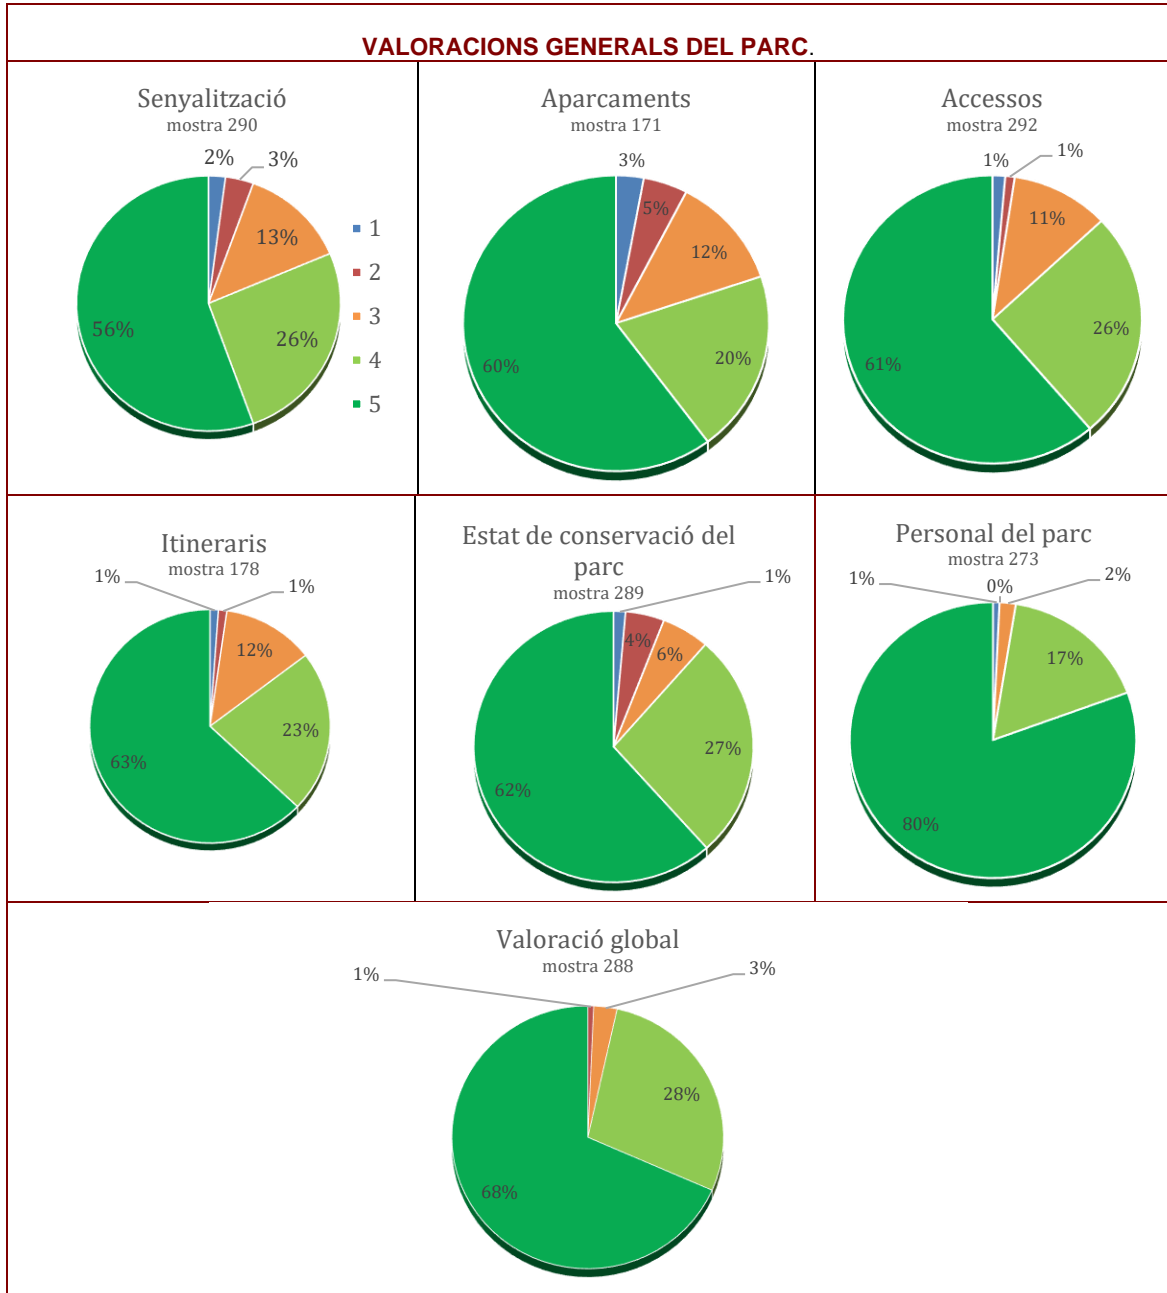 VALORACIONS GENERALS DEL PARC.
Senyalització
mostra 290
2%
3%
13%
26%
56%
1
2
3
4
5
Aparcaments
mostra 171
3%
5%
12%
20%
60%
Accessos
mostra 292
1%
1%
11%
26%
61%
Itineraris
mostra 178
1%
1%
12%
23%
63%
Estat de conservació del
parc
mostra 289
1%
4%
6%
27%
62%
Personal del parc
mostra 273
1%
0%
2%
17%
80%
Valoració global
mostra 288
1%
3%
28%
68%